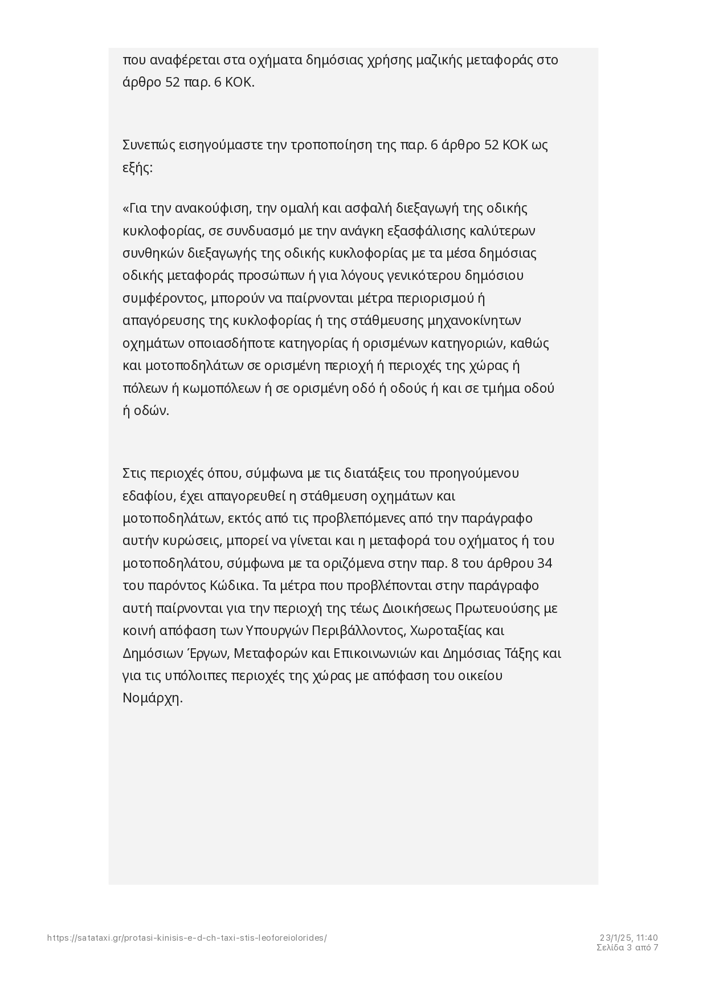 που αναφέρεται στα οχήματα δημόσιας χρήσης μαζικής μεταφοράς στο
άρθρο 52 παρ. 6 ΚΟΚ.
Συνεπώς εισηγούμαστε την τροποποίηση της παρ. 6 άρθρο 52 ΚΟΚ ως
εξής:
«Για την ανακούφιση, την ομαλή και ασφαλή διεξαγωγή της οδικής
κυκλοφορίας, σε συνδυασμό με την ανάγκη εξασφάλισης καλύτερων
συνθηκών διεξαγωγής της οδικής κυκλοφορίας με τα μέσα δημόσιας
οδικής μεταφοράς προσώπων ή για λόγους γενικότερου δημόσιου
συμφέροντος, μπορούν να παίρνονται μέτρα περιορισμού ή
απαγόρευσης της κυκλοφορίας ή της στάθμευσης μηχανοκίνητων
οχημάτων οποιασδήποτε κατηγορίας ή ορισμένων κατηγοριών, καθώς
και μοτοποδηλάτων σε ορισμένη περιοχή ή περιοχές της χώρας ή
πόλεων ή κωμοπόλεων ή σε ορισμένη οδό ή οδούς ή και σε τμήμα οδού
ή οδών.
Στις περιοχές όπου, σύμφωνα με τις διατάξεις του προηγούμενου
εδαφίου, έχει απαγορευθεί η στάθμευση οχημάτων και
μοτοποδηλάτων, εκτός από τις προβλεπόμενες από την παράγραφο
αυτήν κυρώσεις, μπορεί να γίνεται και η μεταφορά του οχήματος ή του
μοτοποδηλάτου, σύμφωνα με τα οριζόμενα στην παρ. 8 του άρθρου 34
του παρόντος Κώδικα. Τα μέτρα που προβλέπονται στην παράγραφο
αυτή παίρνονται για την περιοχή της τέως Διοικήσεως Πρωτευούσης με
κοινή απόφαση των Υπουργών Περιβάλλοντος, Χωροταξίας και
Δημόσιων Έργων, Μεταφορών και Επικοινωνιών και Δημόσιας Τάξης και
για τις υπόλοιπες περιοχές της χώρας με απόφαση του οικείου
Νομάρχη.
https://satataxi.gr/protasi-kinisis-e-d-ch-taxi-stis-leoforeiolorides/
23/1/25, 11:40
Σελίδα 3 από 7